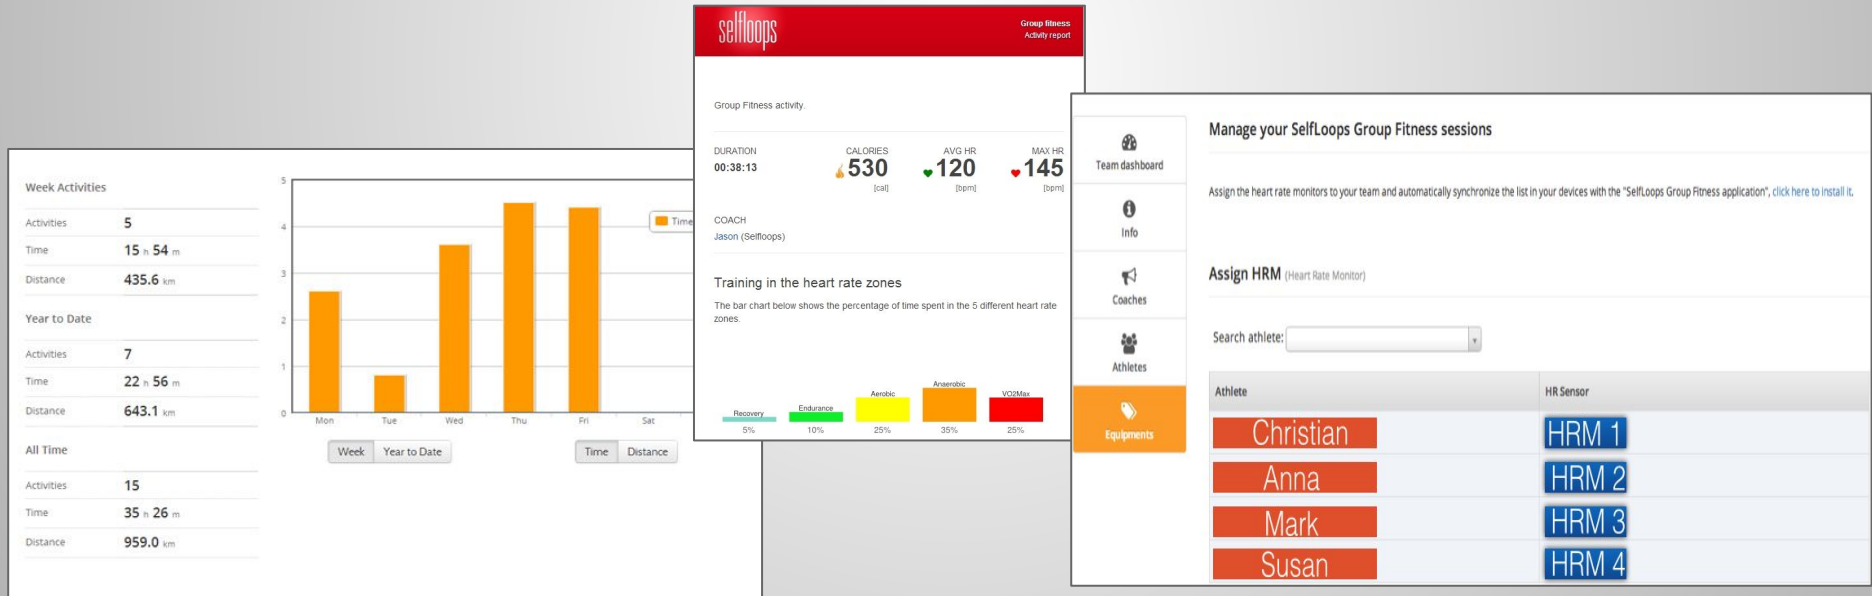 Week Activities
Activities 5
Time 15 h 54 m
Distance 435.6 km
Year to Date
Activities 7
Time 22 h 56 m
Distance 643.1 km
All Time
Activities 15
Time 35 h 26 m
Distance 959.0 km
5
4
3
2
1
0
Time
Mon Tue Wed Thu Fri Sat
Week Year to Date Time Distance
selfloops
Group fitness
Activity report
Group Fitness activity.
DURATION CALORIES AVG HR MAX HR
00:38:13 530 120 145
[cal] [bpm] [bpm]
COACH
Jason (Selfloops)
Training in the heart rate zones
The bar chart below shows the percentage of time spent in the 5 different heart rate
zones.
Recovery Endurance Aerobic Anaerobic VO2Max
5% 10% 25% 35% 25%
Team dashboard
Info
Coaches
Athletes
Equipments
Manage your SelfLoops Group Fitness sessions
Assign the heart rate monitors to your team and automatically synchronize the list in your devices with the "SelfLoops Group Fitness application", click here to install it.
Assign HRM (Heart Rate Monitor)
Search athlete:
Athlete HR Sensor
Christian HRM 1
Anna HRM 2
Mark HRM 3
Susan HRM 4